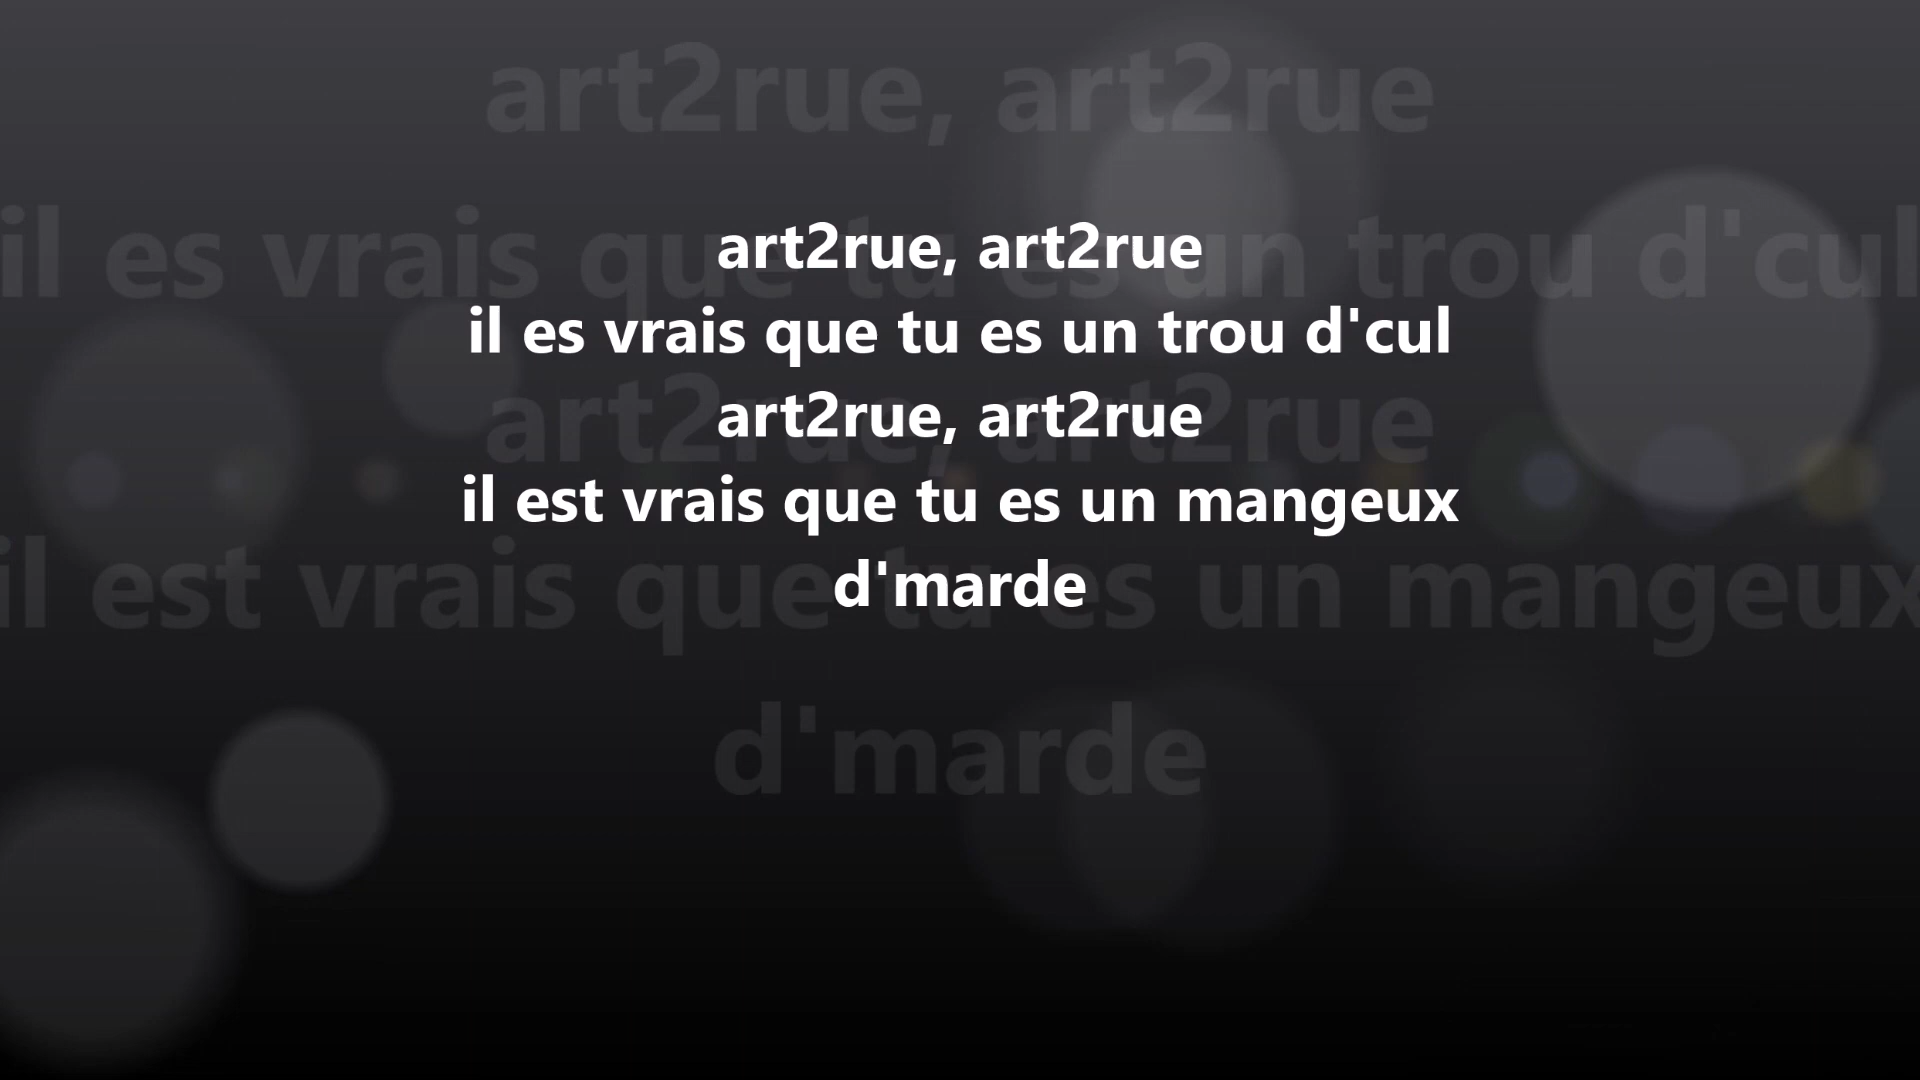 art2rue, art2rue
il es vrais que tu es un trou d'cul
art2rue, art2rue
il est vrais que tu es un mangeux
d'marde